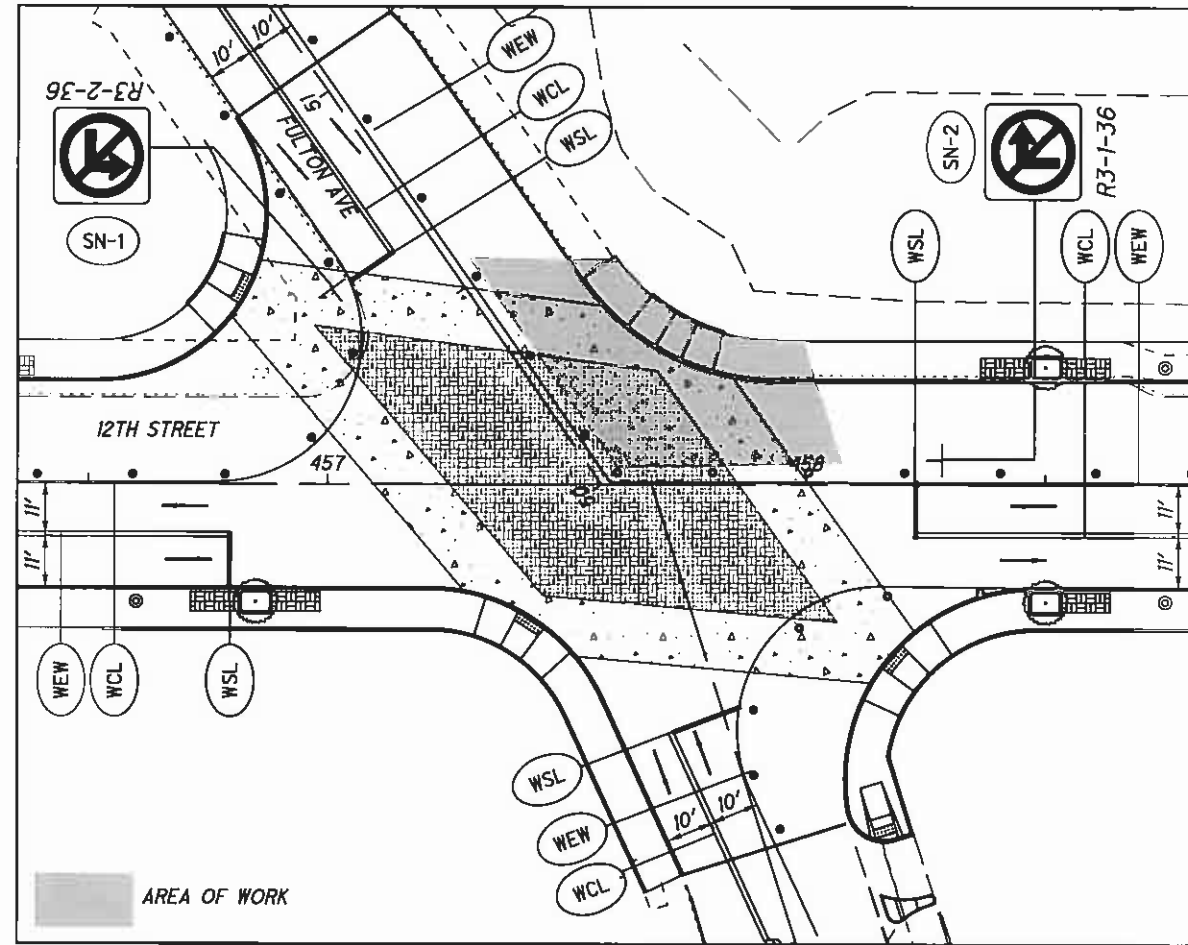 10'
10'
WEW
WCL
WSL
R3-2-36
SN-1
51
FULTON AVE
SN-2
R3-1-36
WSL
WCL
WEW
12TH STREET
457
458
11'
11'
11'
11'
WEW
WCL
WSL
WSL
WEW
WCL
10'
10'
AREA OF WORK